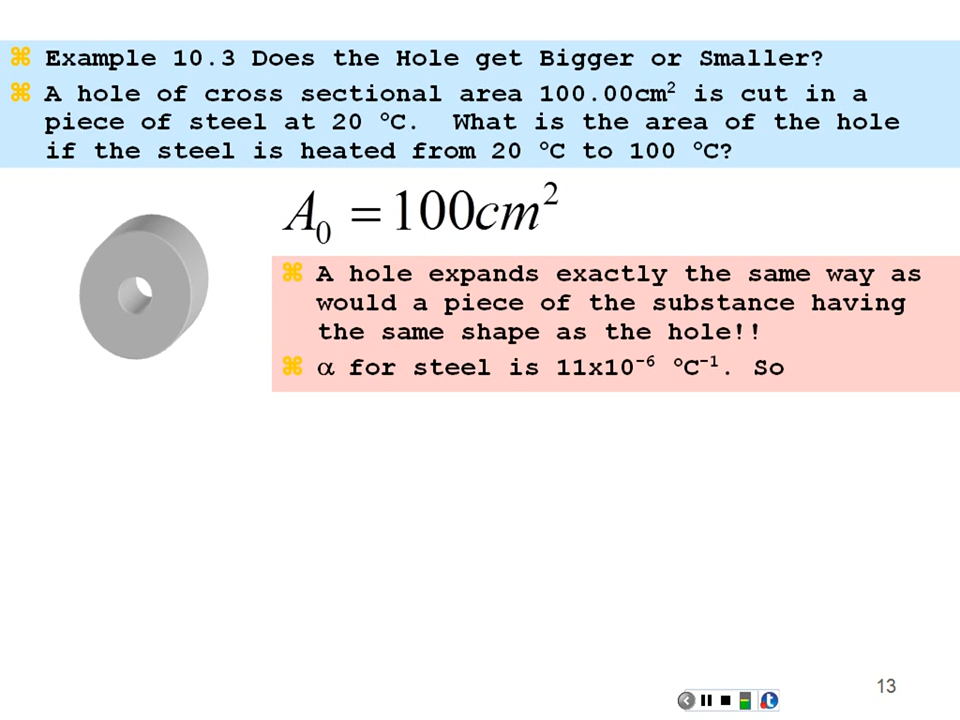 ⌘ Example 10.3 Does the Hole get Bigger or Smaller?
⌘ A hole of cross sectional area 100.00cm² is cut in a
piece of steel at 20 °C.  What is the area of the hole
if the steel is heated from 20 °C to 100 °C?
A₀ = 100cm²
⌘ A hole expands exactly the same way as
would a piece of the substance having
the same shape as the hole!!
⌘ α for steel is 11x10⁻⁶ °C⁻¹. So
13